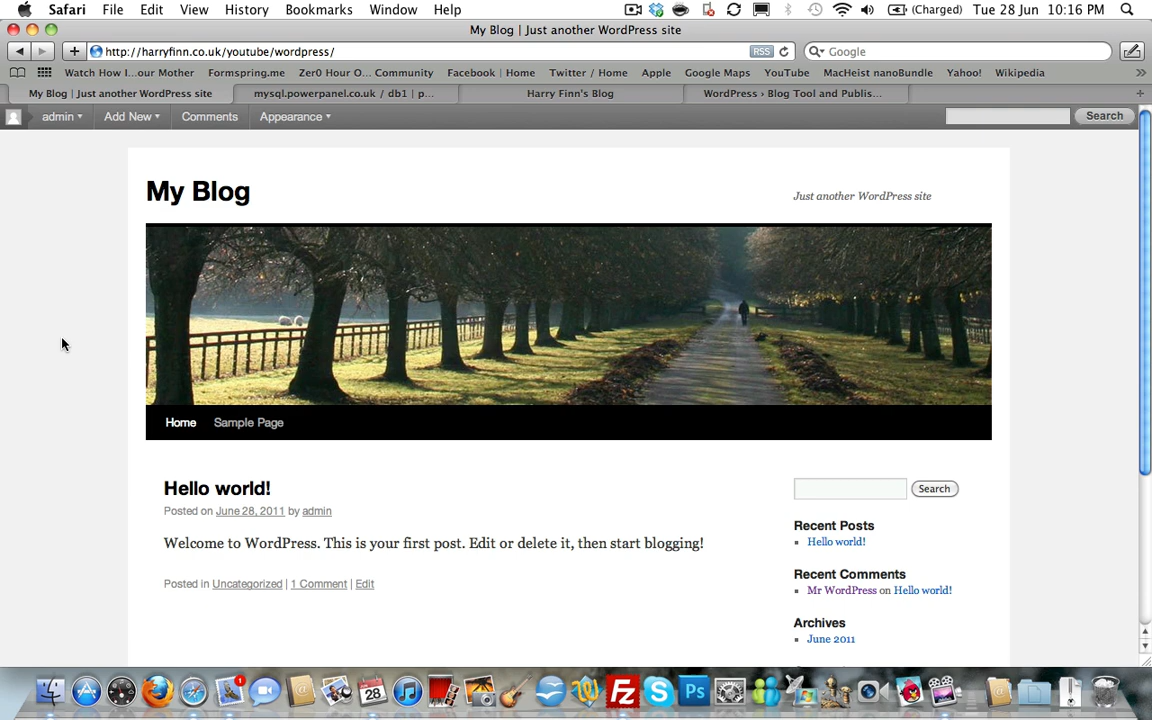 Safari File Edit View History Bookmarks Window Help (Charged) Tue 28 Jun 10:16 PM
My Blog | Just another WordPress site
http://harryfinn.co.uk/youtube/wordpress/ RSS Google
Watch How I...our Mother Formspring.me Zer0 Hour O... Community Facebook | Home Twitter / Home Apple Google Maps YouTube MacHeist nanoBundle Yahoo! Wikipedia
My Blog | Just another WordPress site mysql.powerpanel.co.uk / db1 | p... Harry Finn's Blog WordPress › Blog Tool and Publis...
admin Add New Comments Appearance Search
My Blog
Just another WordPress site
Home Sample Page
Hello world!
Posted on June 28, 2011 by admin
Welcome to WordPress. This is your first post. Edit or delete it, then start blogging!
Posted in Uncategorized | 1 Comment | Edit
Search
Recent Posts
Hello world!
Recent Comments
Mr WordPress on Hello world!
Archives
June 2011
1
28
Fz
Ps